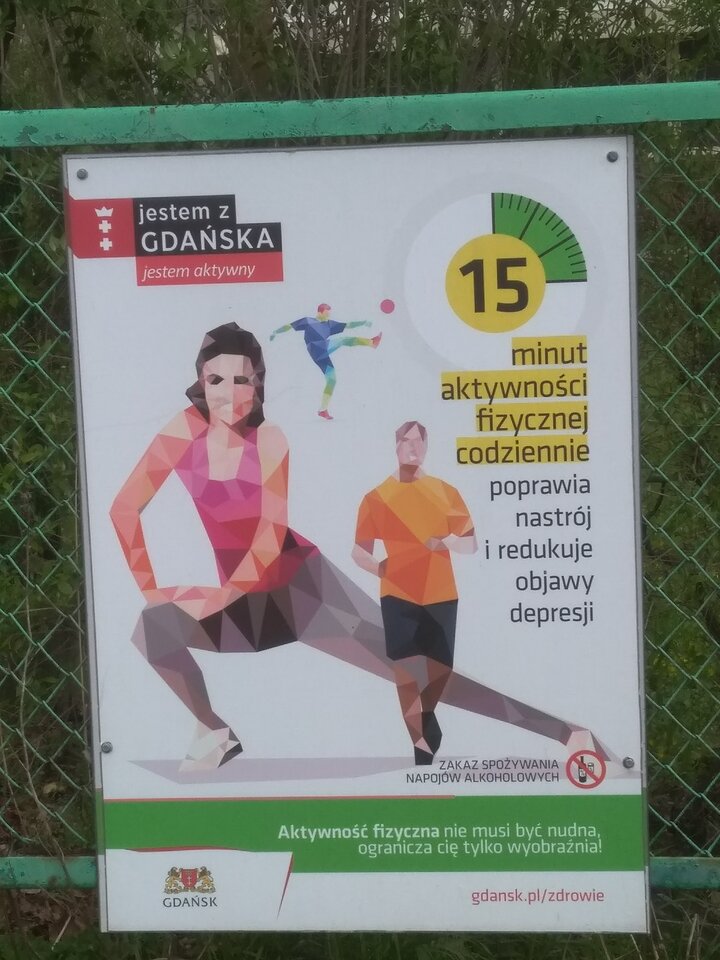 jestem z
GDAŃSKA
jestem aktywny
15
minut
aktywności
fizycznej
codziennie
poprawia
nastrój
i redukuje
objawy
depresji
ZAKAZ SPOŻYWANIA
NAPOJÓW ALKOHOLOWYCH
Aktywność fizyczna nie musi być nudna,
ogranicza cię tylko wyobraźnia!
GDAŃSK
gdansk.pl/zdrowie